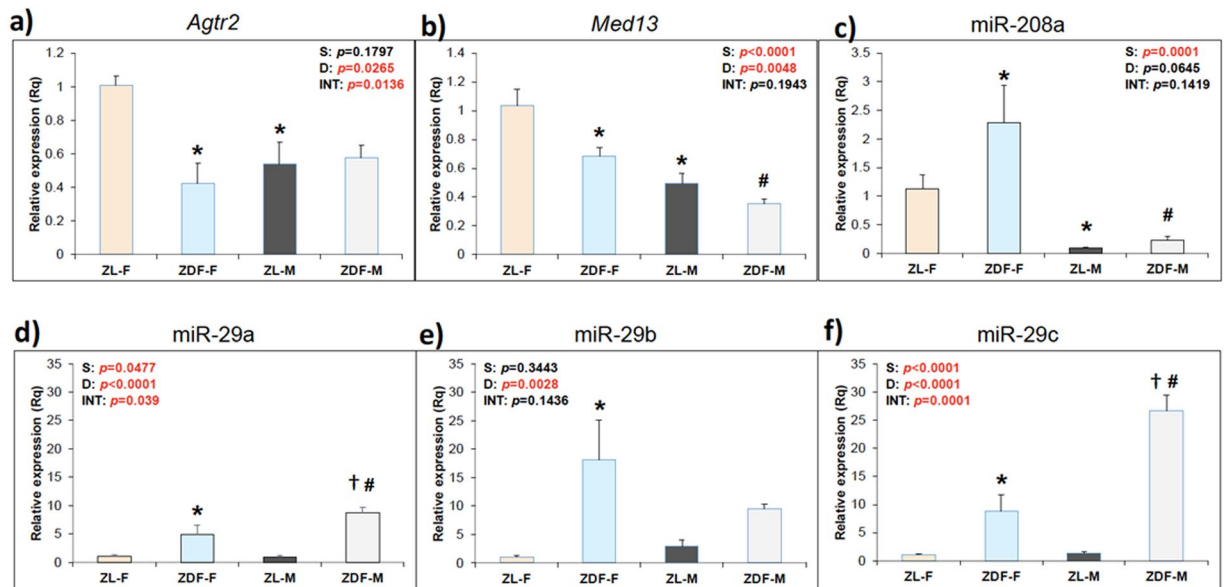 a)
Agtr2
Relative expression (Rq)
1.2
1
0.8
0.6
0.4
0.2
0
S: p=0.1797
D: p=0.0265
INT: p=0.0136
*
*
ZL-F ZDF-F ZL-M ZDF-M
b)
Med13
Relative expression (Rq)
1.4
1.2
1
0.8
0.6
0.4
0.2
0
S: p<0.0001
D: p=0.0048
INT: p=0.1943
*
*
#
ZL-F ZDF-F ZL-M ZDF-M
c)
miR-208a
Relative expression (Rq)
3.5
3
2.5
2
1.5
1
0.5
0
S: p=0.0001
D: p=0.0645
INT: p=0.1419
*
*
#
ZL-F ZDF-F ZL-M ZDF-M
d)
miR-29a
Relative expression (Rq)
35
30
25
20
15
10
5
0
S: p=0.0477
D: p<0.0001
INT: p=0.039
*
† #
ZL-F ZDF-F ZL-M ZDF-M
e)
miR-29b
Relative expression (Rq)
35
30
25
20
15
10
5
0
S: p=0.3443
D: p=0.0028
INT: p=0.1436
*
ZL-F ZDF-F ZL-M ZDF-M
f)
miR-29c
Relative expression (Rq)
35
30
25
20
15
10
5
0
S: p<0.0001
D: p<0.0001
INT: p=0.0001
*
† #
ZL-F ZDF-F ZL-M ZDF-M